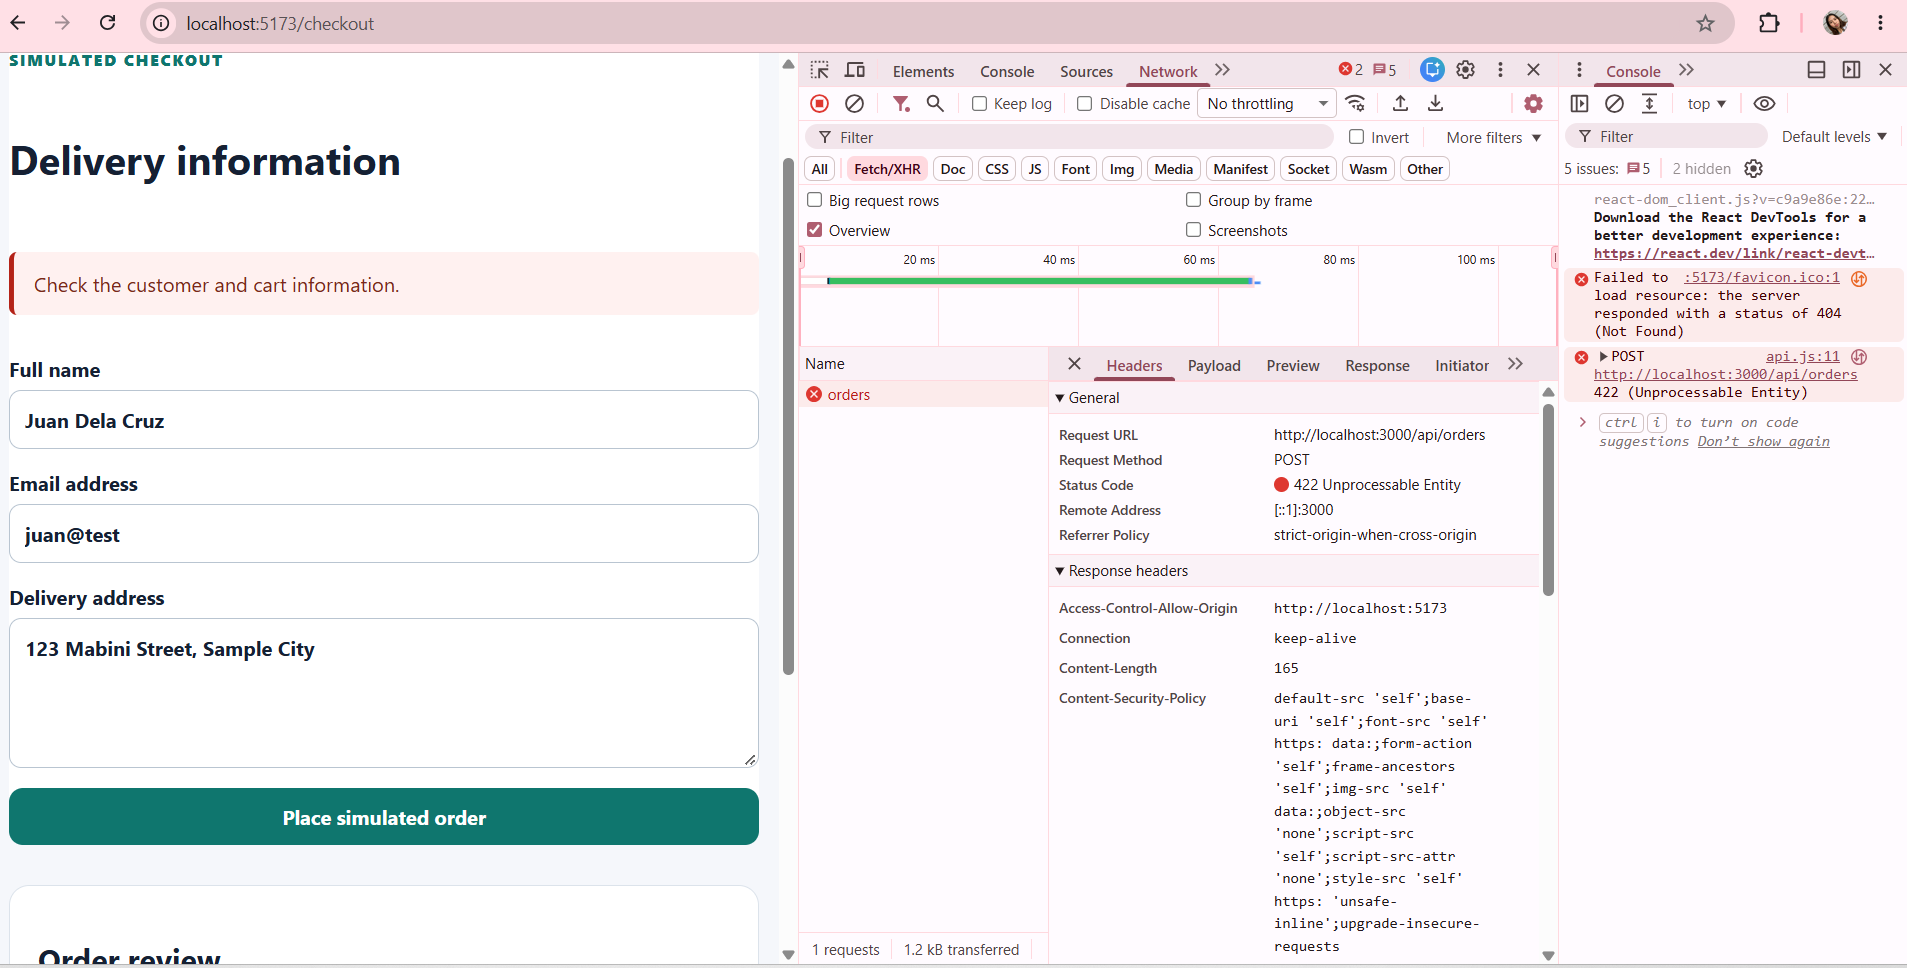 localhost:5173/checkout
SIMULATED CHECKOUT
Delivery information
Check the customer and cart information.
Full name
Juan Dela Cruz
Email address
juan@test
Delivery address
123 Mabini Street, Sample City
Place simulated order
Order review
Elements Console Sources Network
2 5
Keep log Disable cache No throttling
Filter Invert More filters
All Fetch/XHR Doc CSS JS Font Img Media Manifest Socket Wasm Other
Big request rows Group by frame
Overview Screenshots
20 ms 40 ms 60 ms 80 ms 100 ms
Name
orders
Headers Payload Preview Response Initiator
General
Request URL http://localhost:3000/api/orders
Request Method POST
Status Code 422 Unprocessable Entity
Remote Address [::1]:3000
Referrer Policy strict-origin-when-cross-origin
Response headers
Access-Control-Allow-Origin http://localhost:5173
Connection keep-alive
Content-Length 165
Content-Security-Policy default-src 'self';base-
uri 'self';font-src 'self'
https: data:;form-action
'self';frame-ancestors
'self';img-src 'self'
data:;object-src
'none';script-src
'self';script-src-attr
'none';style-src 'self'
https: 'unsafe-
inline';upgrade-insecure-
requests
1 requests 1.2 kB transferred
Console
top
Filter Default levels
5 issues: 5 2 hidden
react-dom_client.js?v=c9a9e86e:22…
Download the React DevTools for a
better development experience:
https://react.dev/link/react-devt…
Failed to :5173/favicon.ico:1
load resource: the server
responded with a status of 404
(Not Found)
POST api.js:11
http://localhost:3000/api/orders
422 (Unprocessable Entity)
ctrl i to turn on code
suggestions Don't show again